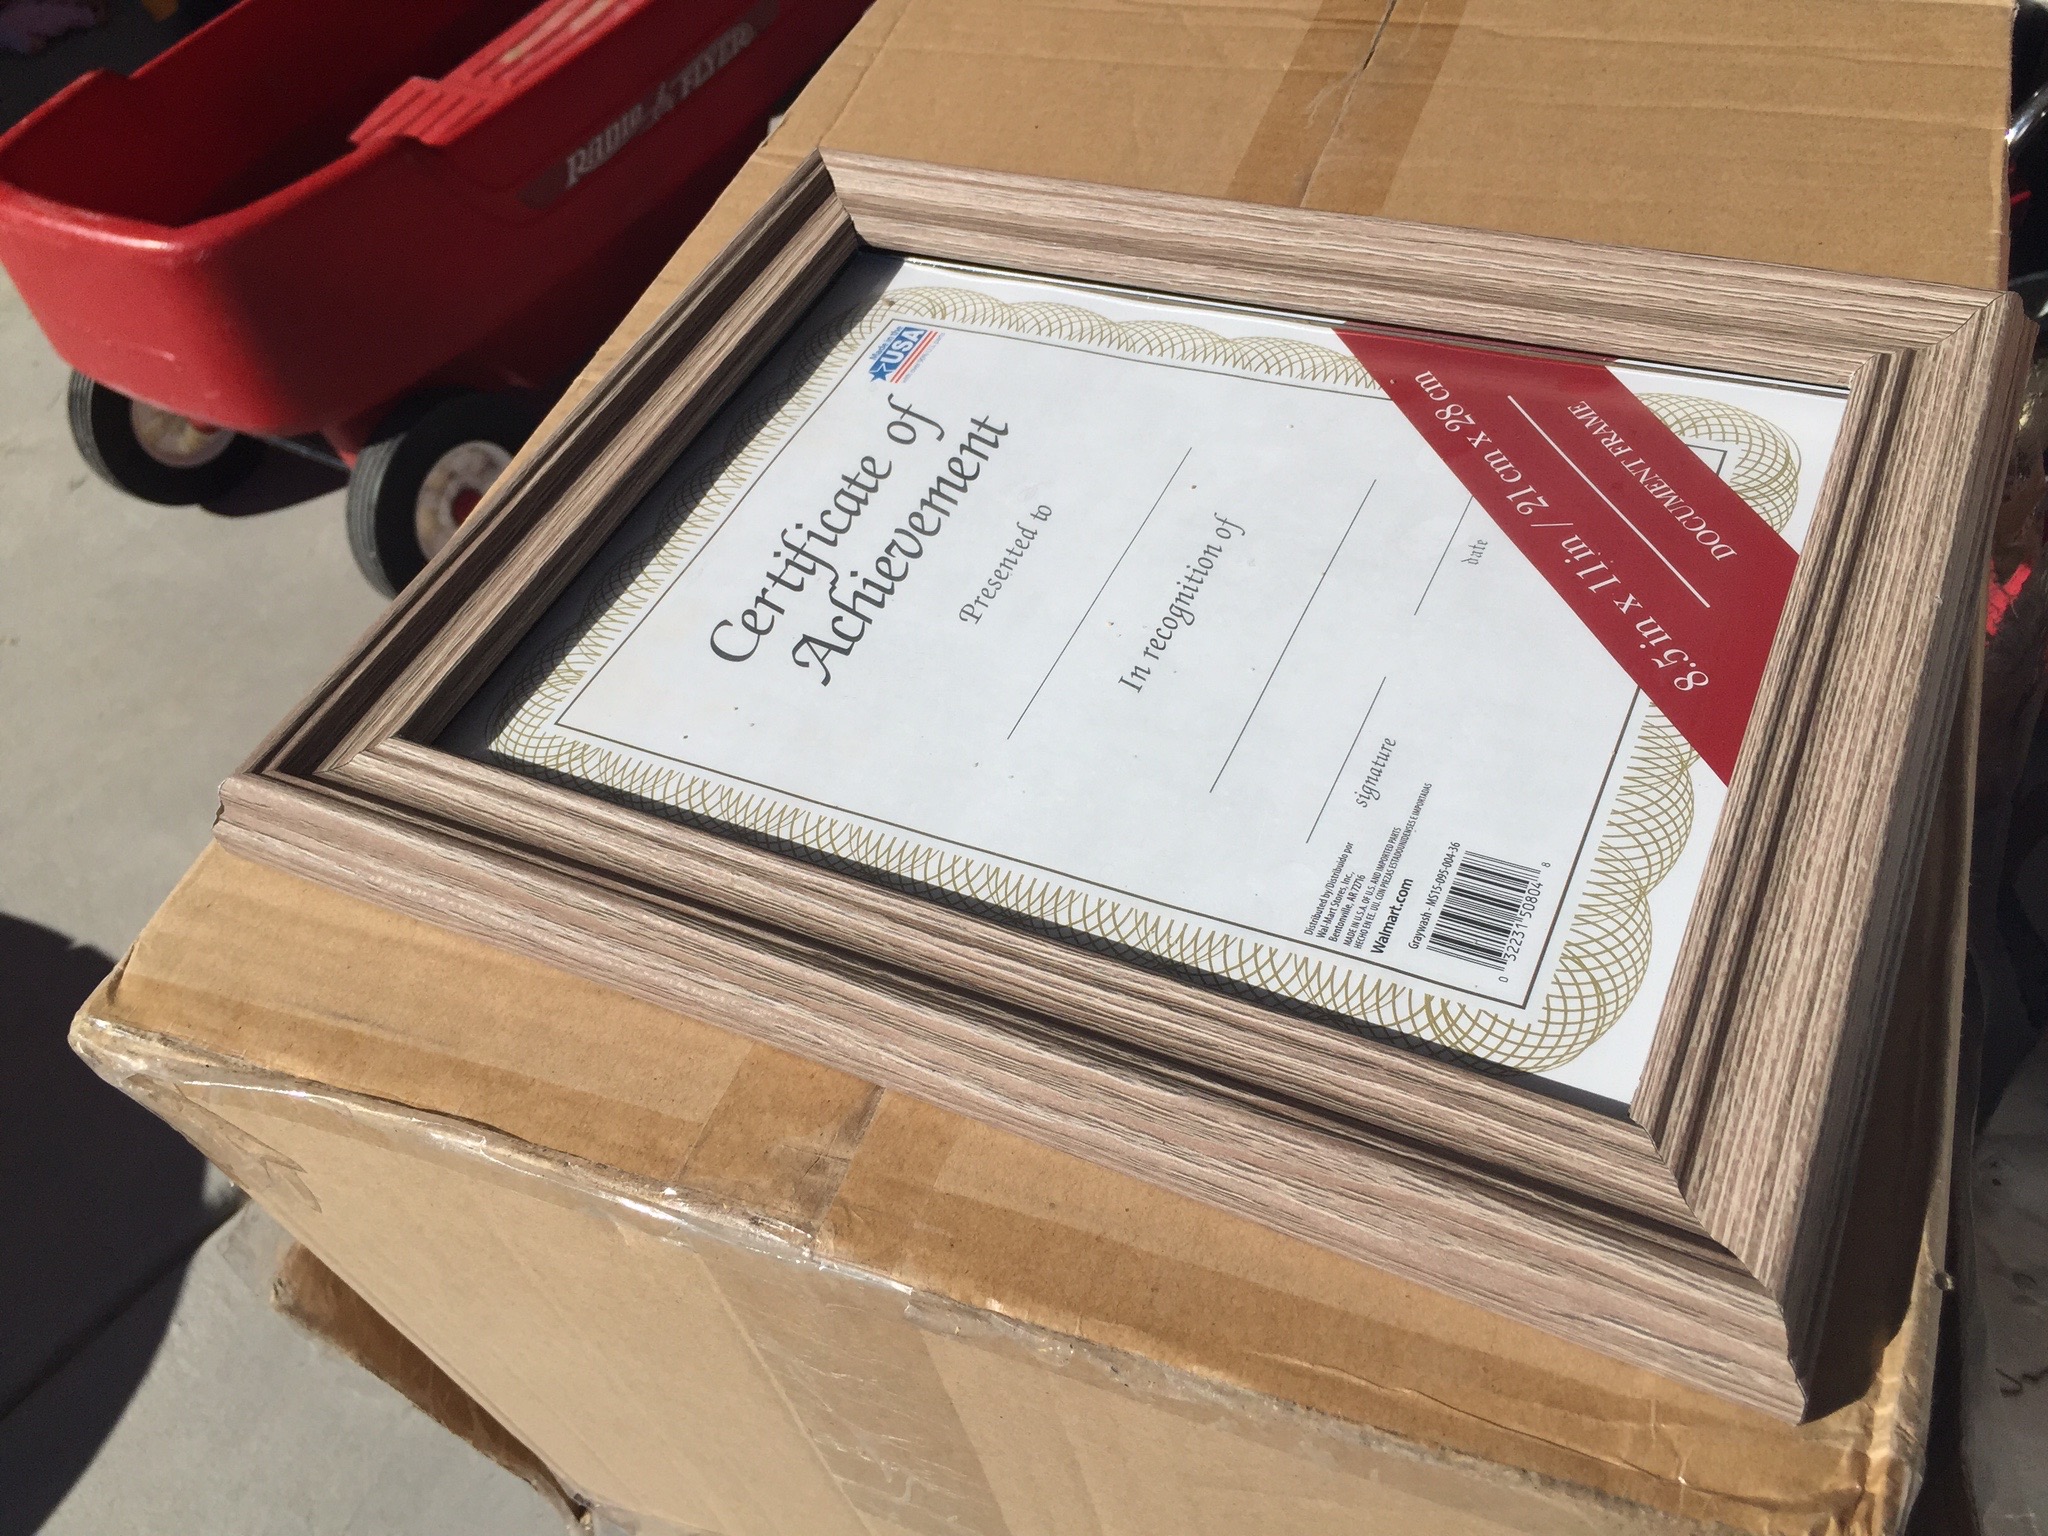 RADIO FLYER
Made in the
USA
Certificate of
Achievement
Presented to
In recognition of
date
signature
8.5 in x 11 in / 21 cm x 28 cm
DOCUMENT FRAME
Distributed by/Distribuido por
Wal-Mart Stores, Inc.,
Bentonville, AR 72716
MADE IN U.S.A. OF U.S. AND IMPORTED PARTS
HECHO EN EE. UU. CON PIEZAS ESTADOUNIDENSES E IMPORTADAS
Walmart.com
Graywash - MS15-095-004-36
0 32231 50804 8